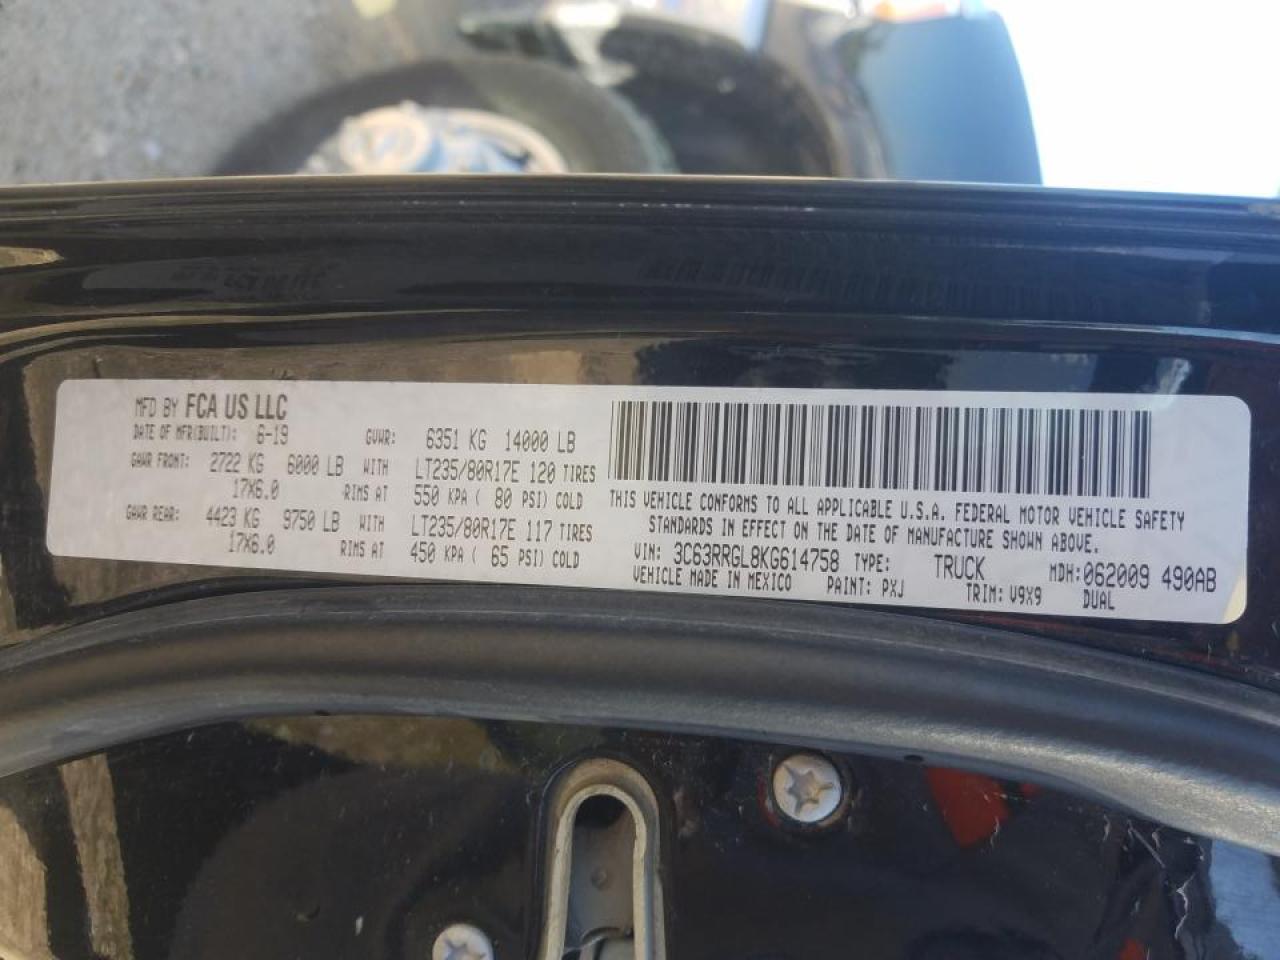 MFD BY FCA US LLC
DATE OF MFR(BUILT): 6-19 GVWR: 6351 KG 14000 LB
GAWR FRONT: 2722 KG 6000 LB WITH LT235/80R17E 120 TIRES
17X6.0 RIMS AT 550 KPA ( 80 PSI) COLD
GAWR REAR: 4423 KG 9750 LB WITH LT235/80R17E 117 TIRES
17X6.0 RIMS AT 450 KPA ( 65 PSI) COLD
THIS VEHICLE CONFORMS TO ALL APPLICABLE U.S.A. FEDERAL MOTOR VEHICLE SAFETY
STANDARDS IN EFFECT ON THE DATE OF MANUFACTURE SHOWN ABOVE.
VIN: 3C63RRGL8KG614758 TYPE: TRUCK MDH:062009 490AB
VEHICLE MADE IN MEXICO PAINT: PXJ TRIM: V9X9 DUAL